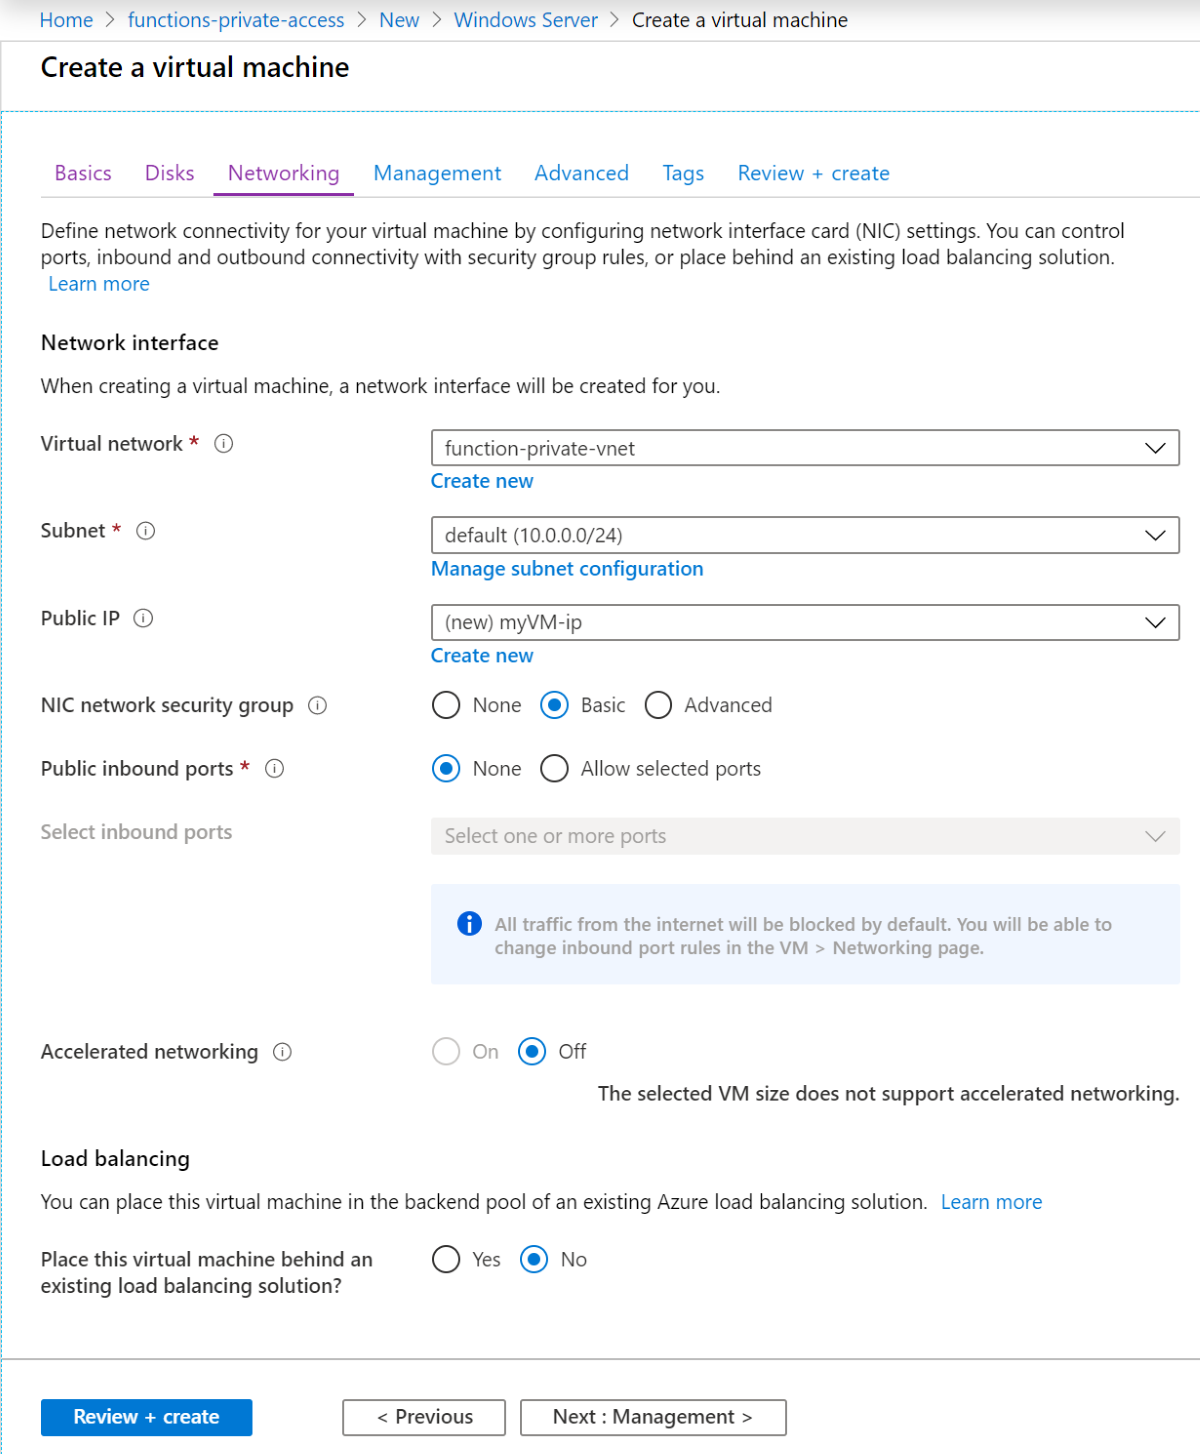 Home > functions-private-access > New > Windows Server > Create a virtual machine
Create a virtual machine
Basics Disks Networking Management Advanced Tags Review + create
Define network connectivity for your virtual machine by configuring network interface card (NIC) settings. You can control
ports, inbound and outbound connectivity with security group rules, or place behind an existing load balancing solution.
Learn more
Network interface
When creating a virtual machine, a network interface will be created for you.
Virtual network * function-private-vnet
Create new
Subnet * default (10.0.0.0/24)
Manage subnet configuration
Public IP (new) myVM-ip
Create new
NIC network security group None Basic Advanced
Public inbound ports * None Allow selected ports
Select inbound ports Select one or more ports
All traffic from the internet will be blocked by default. You will be able to
change inbound port rules in the VM > Networking page.
Accelerated networking On Off
The selected VM size does not support accelerated networking.
Load balancing
You can place this virtual machine in the backend pool of an existing Azure load balancing solution. Learn more
Place this virtual machine behind an Yes No
existing load balancing solution?
Review + create < Previous Next : Management >